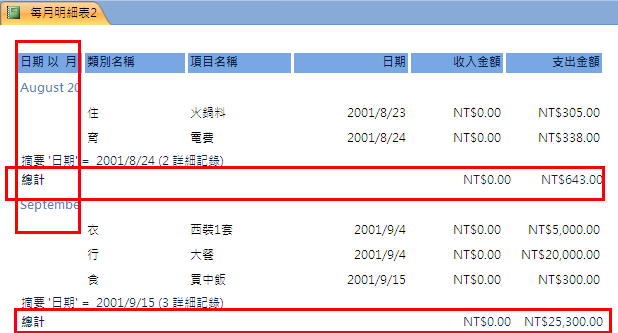 每月明細表2
日期 以 月 類別名稱 項目名稱 日期 收入金額 支出金額
August 20
住 火鍋料 2001/8/23 NT$0.00 NT$305.00
育 電費 2001/8/24 NT$0.00 NT$338.00
摘要 '日期' = 2001/8/24 (2 詳細記錄)
總計 NT$0.00 NT$643.00
Septembe
衣 西裝1套 2001/9/4 NT$0.00 NT$5,000.00
行 大餐 2001/9/4 NT$0.00 NT$20,000.00
食 買中飯 2001/9/15 NT$0.00 NT$300.00
摘要 '日期' = 2001/9/15 (3 詳細記錄)
總計 NT$0.00 NT$25,300.00